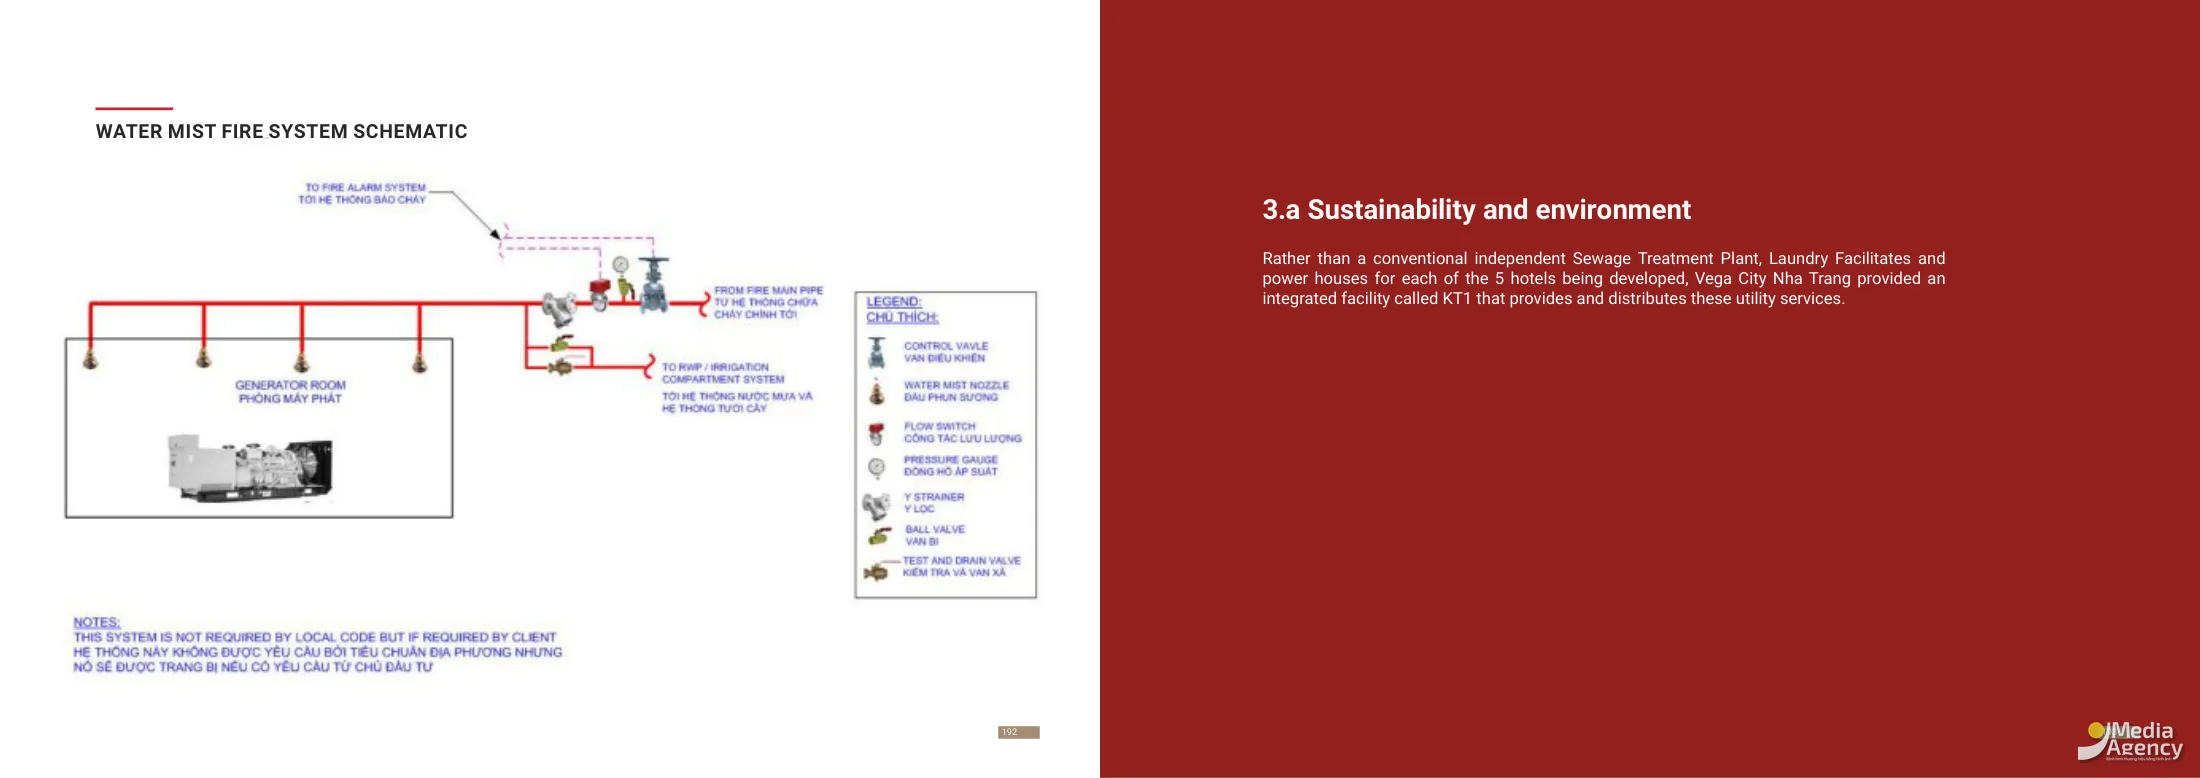 WATER MIST FIRE SYSTEM SCHEMATIC
TO FIRE ALARM SYSTEM
TỚI HỆ THỐNG BÁO CHÁY
FROM FIRE MAIN PIPE
TỪ HỆ THỐNG CHỮA
CHÁY CHÍNH TỚI
TO RWP / IRRIGATION
COMPARTMENT SYSTEM
TỚI HỆ THỐNG NƯỚC MƯA VÀ
HỆ THỐNG TƯỚI CÂY
GENERATOR ROOM
PHÒNG MÁY PHÁT
LEGEND:
CHÚ THÍCH:
CONTROL VAVLE
VAN ĐIỀU KHIỂN
WATER MIST NOZZLE
ĐẦU PHUN SƯƠNG
FLOW SWITCH
CÔNG TẮC LƯU LƯỢNG
PRESSURE GAUGE
ĐỒNG HỒ ÁP SUẤT
Y STRAINER
Y LỌC
BALL VALVE
VAN BI
TEST AND DRAIN VALVE
KIỂM TRA VÀ VAN XẢ
NOTES:
THIS SYSTEM IS NOT REQUIRED BY LOCAL CODE BUT IF REQUIRED BY CLIENT
HỆ THỐNG NÀY KHÔNG ĐƯỢC YÊU CẦU BỞI TIÊU CHUẨN ĐỊA PHƯƠNG NHƯNG
NÓ SẼ ĐƯỢC TRANG BỊ NẾU CÓ YÊU CẦU TỪ CHỦ ĐẦU TƯ
192
3.a Sustainability and environment
Rather than a conventional independent Sewage Treatment Plant, Laundry Facilitates and
power houses for each of the 5 hotels being developed, Vega City Nha Trang provided an
integrated facility called KT1 that provides and distributes these utility services.
JMedia
Agency